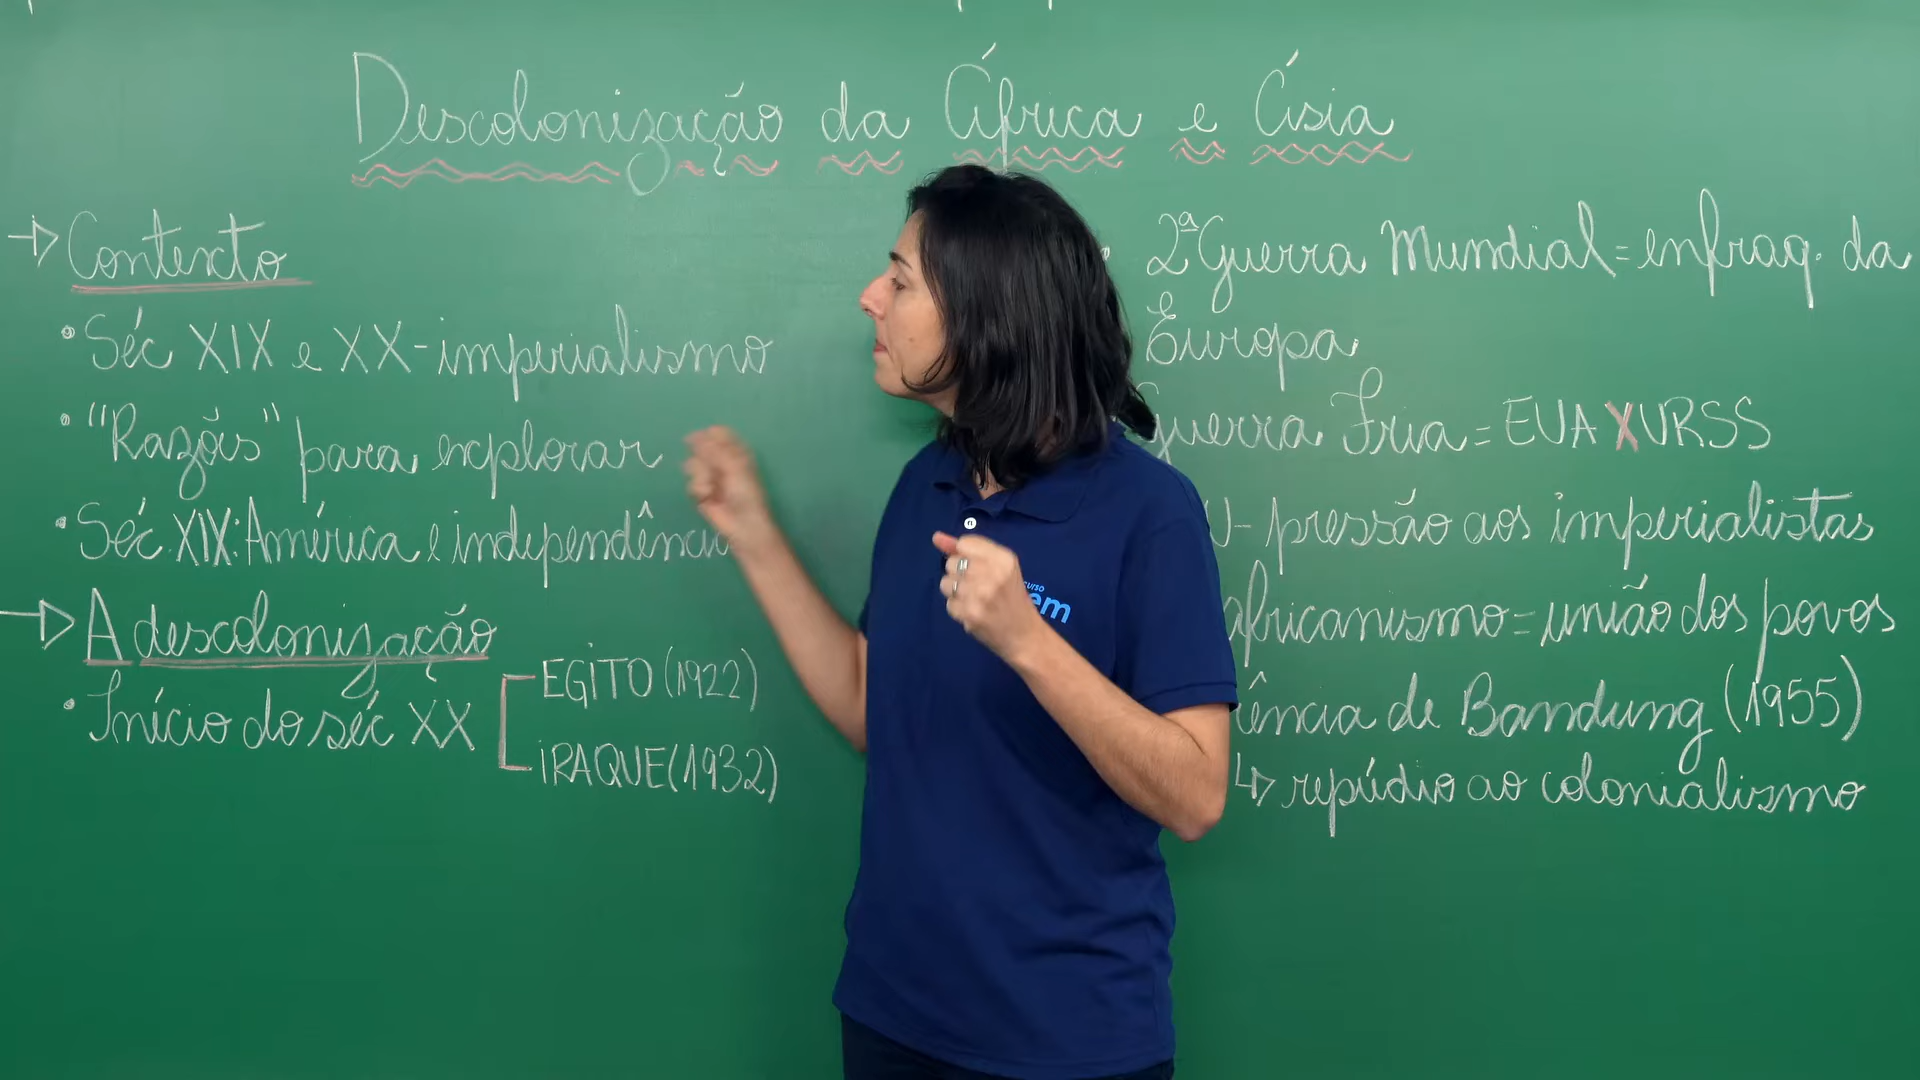 Descolonização da África e Ásia
→ Contexto
• Séc XIX e XX - imperialismo
• "Razões" para explorar
• Séc. XIX: América e independência
→ A descolonização
• Início do séc XX
EGITO (1922)
IRAQUE (1932)
2ª Guerra Mundial = enfraq. da
Europa
Guerra Fria = EUA X URSS
U - pressão aos imperialistas
africanismo = união dos povos
ência de Bandung (1955)
↳ repúdio ao colonialismo
curso
em